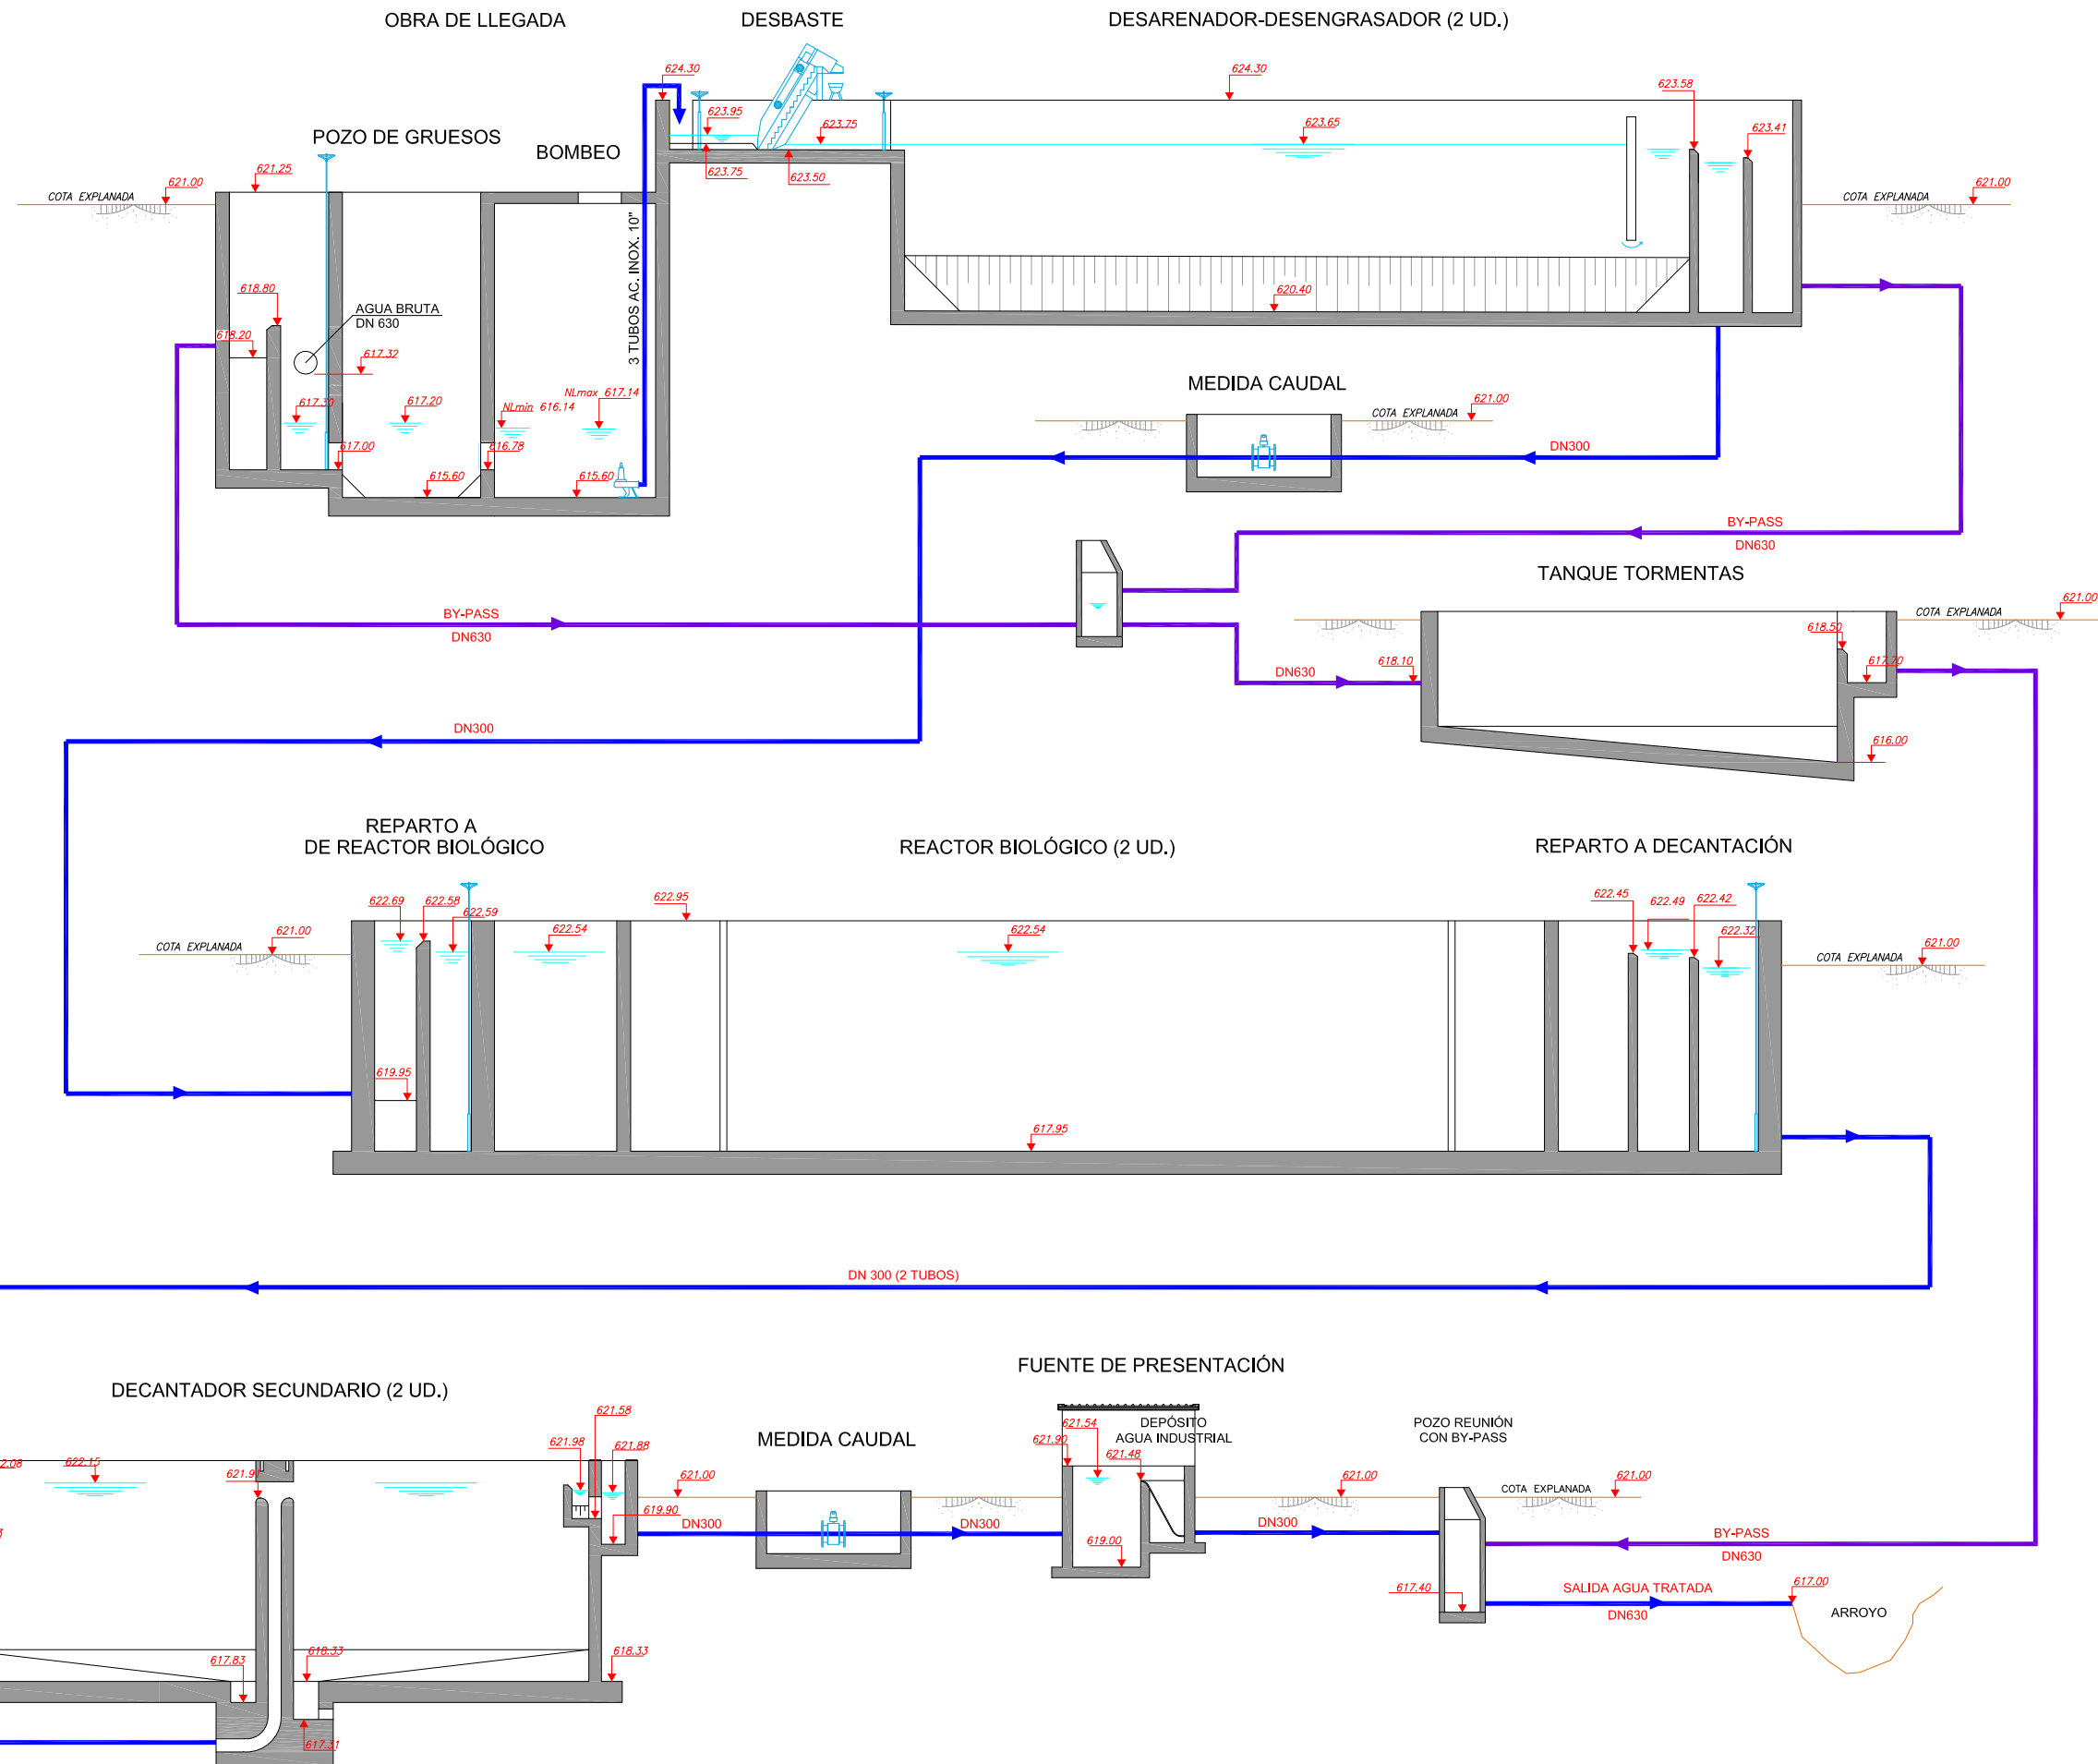 OBRA DE LLEGADA
DESBASTE
DESARENADOR-DESENGRASADOR (2 UD.)
624.30
624.30
623.58
623.95
623.75
623.65
623.41
POZO DE GRUESOS
BOMBEO
621.25
623.75
623.50
COTA EXPLANADA
621.00
COTA EXPLANADA
621.00
3 TUBOS AC. INOX. 10"
618.80
620.40
AGUA BRUTA
DN 630
618.20
617.32
MEDIDA CAUDAL
NLmax 617.14
617.30
617.20
NLmin 616.14
COTA EXPLANADA
621.00
617.00
616.78
DN300
615.60
615.60
BY-PASS
DN630
TANQUE TORMENTAS
BY-PASS
DN630
621.00
COTA EXPLANADA
618.50
618.10
617.70
DN630
DN300
616.00
REPARTO A
DE REACTOR BIOLÓGICO
REACTOR BIOLÓGICO (2 UD.)
REPARTO A DECANTACIÓN
622.69
622.58
622.59
622.95
622.45
622.49
622.42
COTA EXPLANADA
621.00
622.54
622.54
622.32
COTA EXPLANADA
621.00
619.95
617.95
DN 300 (2 TUBOS)
FUENTE DE PRESENTACIÓN
DECANTADOR SECUNDARIO (2 UD.)
621.58
621.54
DEPÓSITO
AGUA INDUSTRIAL
POZO REUNIÓN
CON BY-PASS
MEDIDA CAUDAL
621.98
621.88
621.90
621.48
2.08
622.15
621.91
621.00
621.00
COTA EXPLANADA
621.00
619.90
DN300
DN300
DN300
BY-PASS
DN630
619.00
617.40
SALIDA AGUA TRATADA
DN630
617.00
ARROYO
617.83
618.33
618.33
617.31